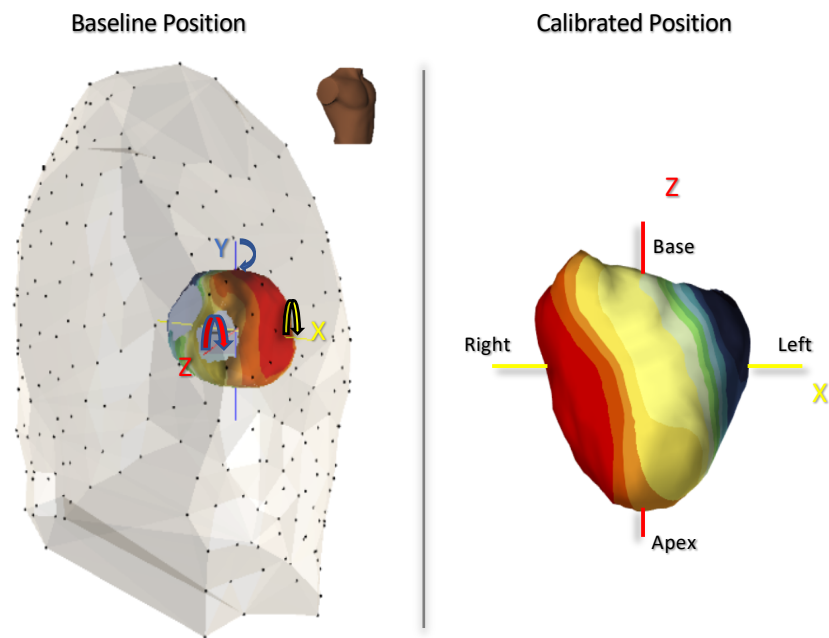 Baseline Position
Calibrated Position
Y
X
Z
Z
Base
Right
Left
X
Apex